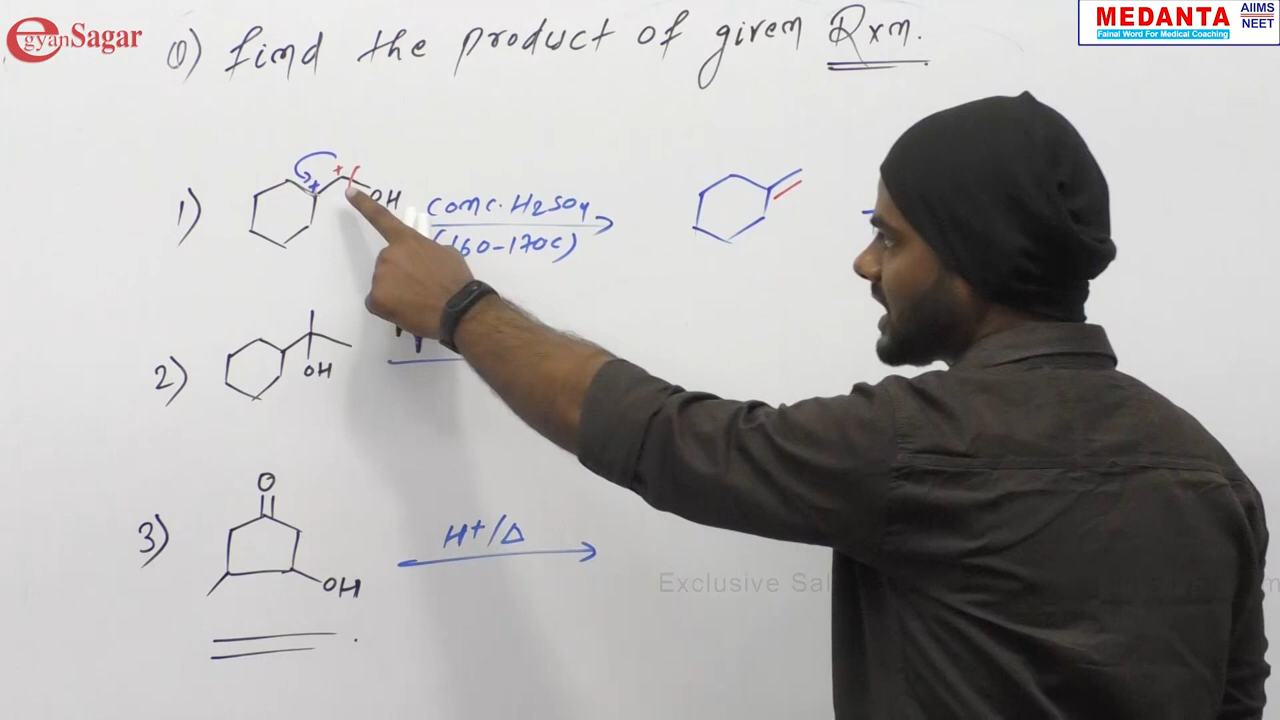 egyanSagar
MEDANTA AIIMS NEET
Fainal Word For Medical Coaching
Q) find the product of given Rxn.
1) OH conc. H2SO4
(160-170c)
2) OH
3) O
OH H+/Δ
Exclusive Sal